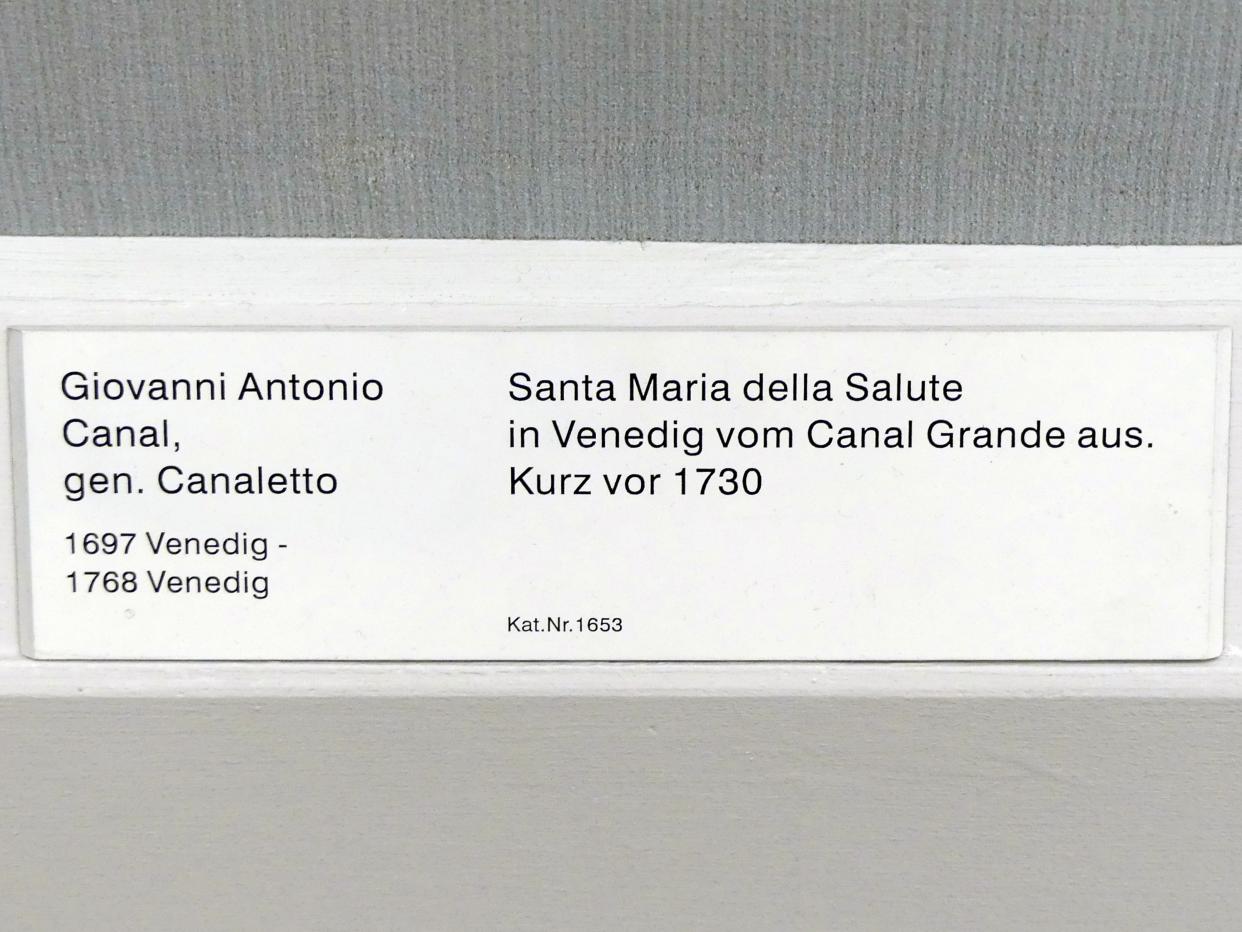 Giovanni Antonio
Canal,
gen. Canaletto
1697 Venedig -
1768 Venedig
Santa Maria della Salute
in Venedig vom Canal Grande aus.
Kurz vor 1730
Kat.Nr.1653